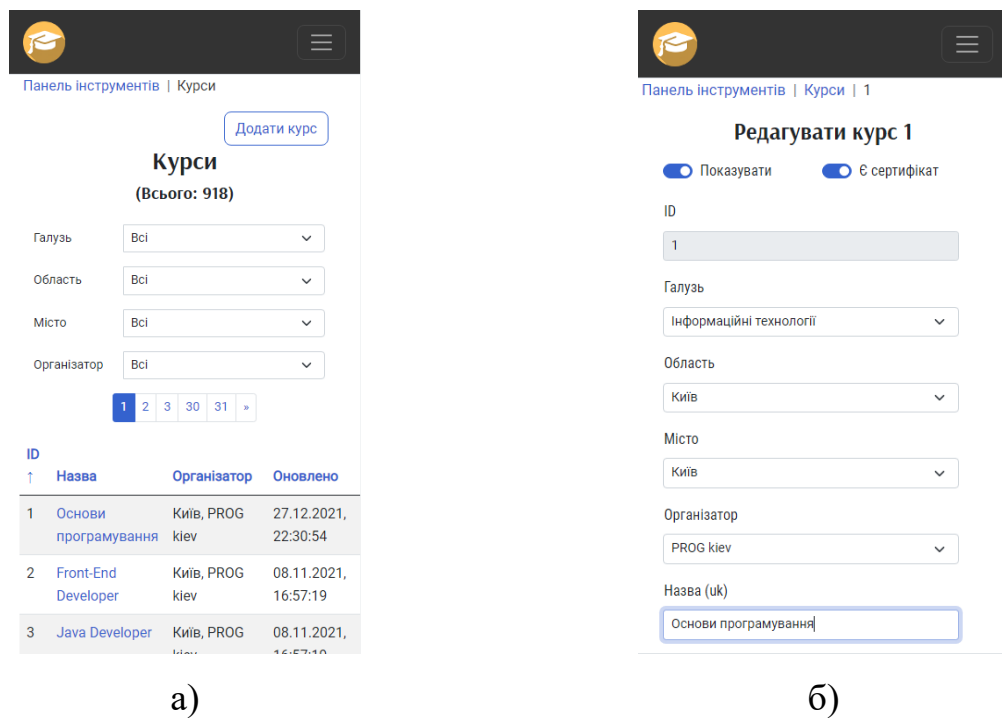 Панель інструментів | Курси
Додати курс
Курси
(Всього: 918)
Галузь Всі
Область Всі
Місто Всі
Організатор Всі
1 2 3 30 31 »
ID
↑ Назва Організатор Оновлено
1 Основи Київ, PROG 27.12.2021,
програмування kiev 22:30:54
2 Front-End Київ, PROG 08.11.2021,
Developer kiev 16:57:19
3 Java Developer Київ, PROG 08.11.2021,
kiev 16:57:19
а)
Панель інструментів | Курси | 1
Редагувати курс 1
Показувати Є сертифікат
ID
1
Галузь
Інформаційні технології
Область
Київ
Місто
Київ
Організатор
PROG kiev
Назва (uk)
Основи програмування
б)